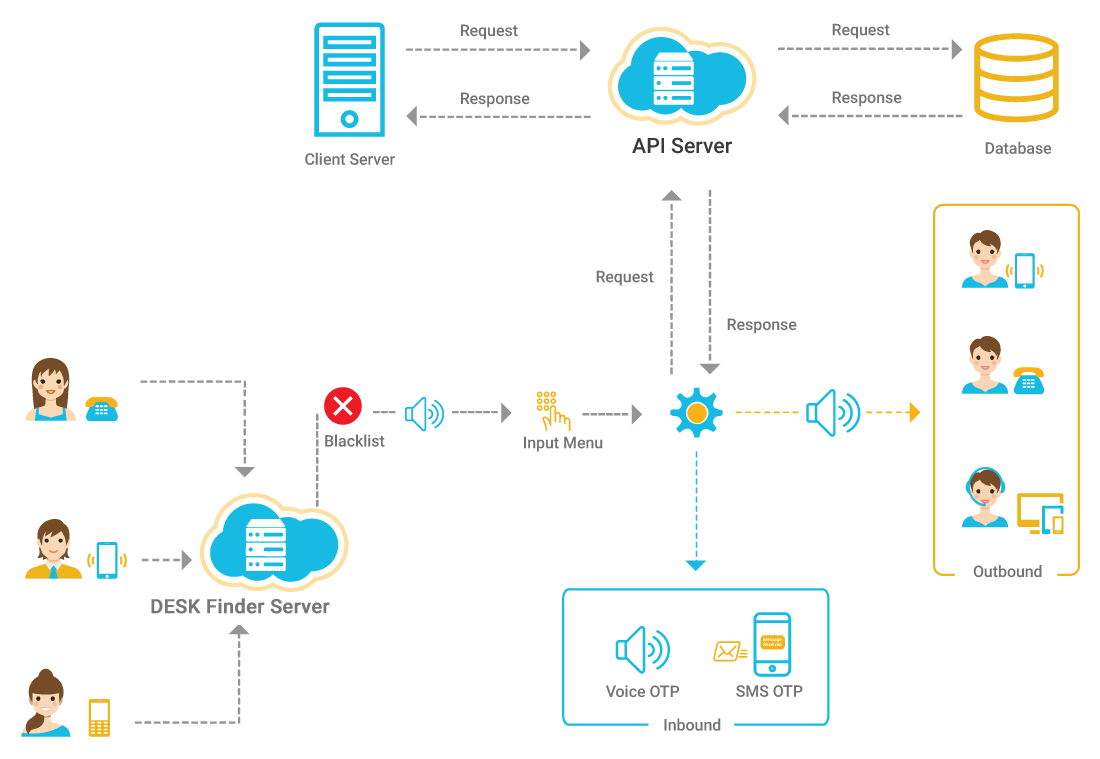 Request
Request
Response
Response
API Server
Client Server
Database
Request
Response
Blacklist
Input Menu
Outbound
DESK Finder Server
Message
Received
Voice OTP
SMS OTP
Inbound